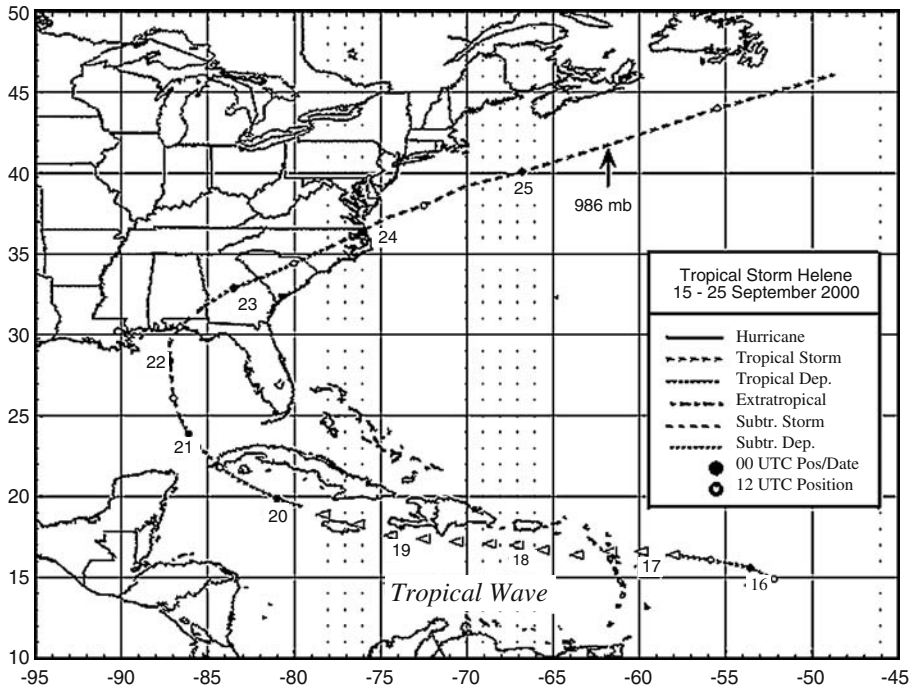 50
45
40
35
30
25
20
15
10
-95 -90 -85 -80 -75 -70 -65 -60 -55 -50 -45
25
986 mb
24
23
22
21
20
19
18
17
16
Tropical Wave
Tropical Storm Helene
15 - 25 September 2000
Hurricane
Tropical Storm
Tropical Dep.
Extratropical
Subtr. Storm
Subtr. Dep.
00 UTC Pos/Date
12 UTC Position